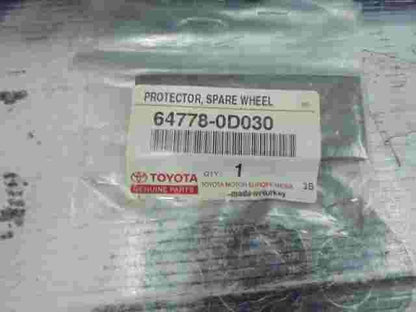 PROTECTOR, SPARE WHEEL
64778-0D030
TOYOTA
GENUINE PARTS
QTY: 1
TOYOTA MOTOR EUROPE
made in turkey